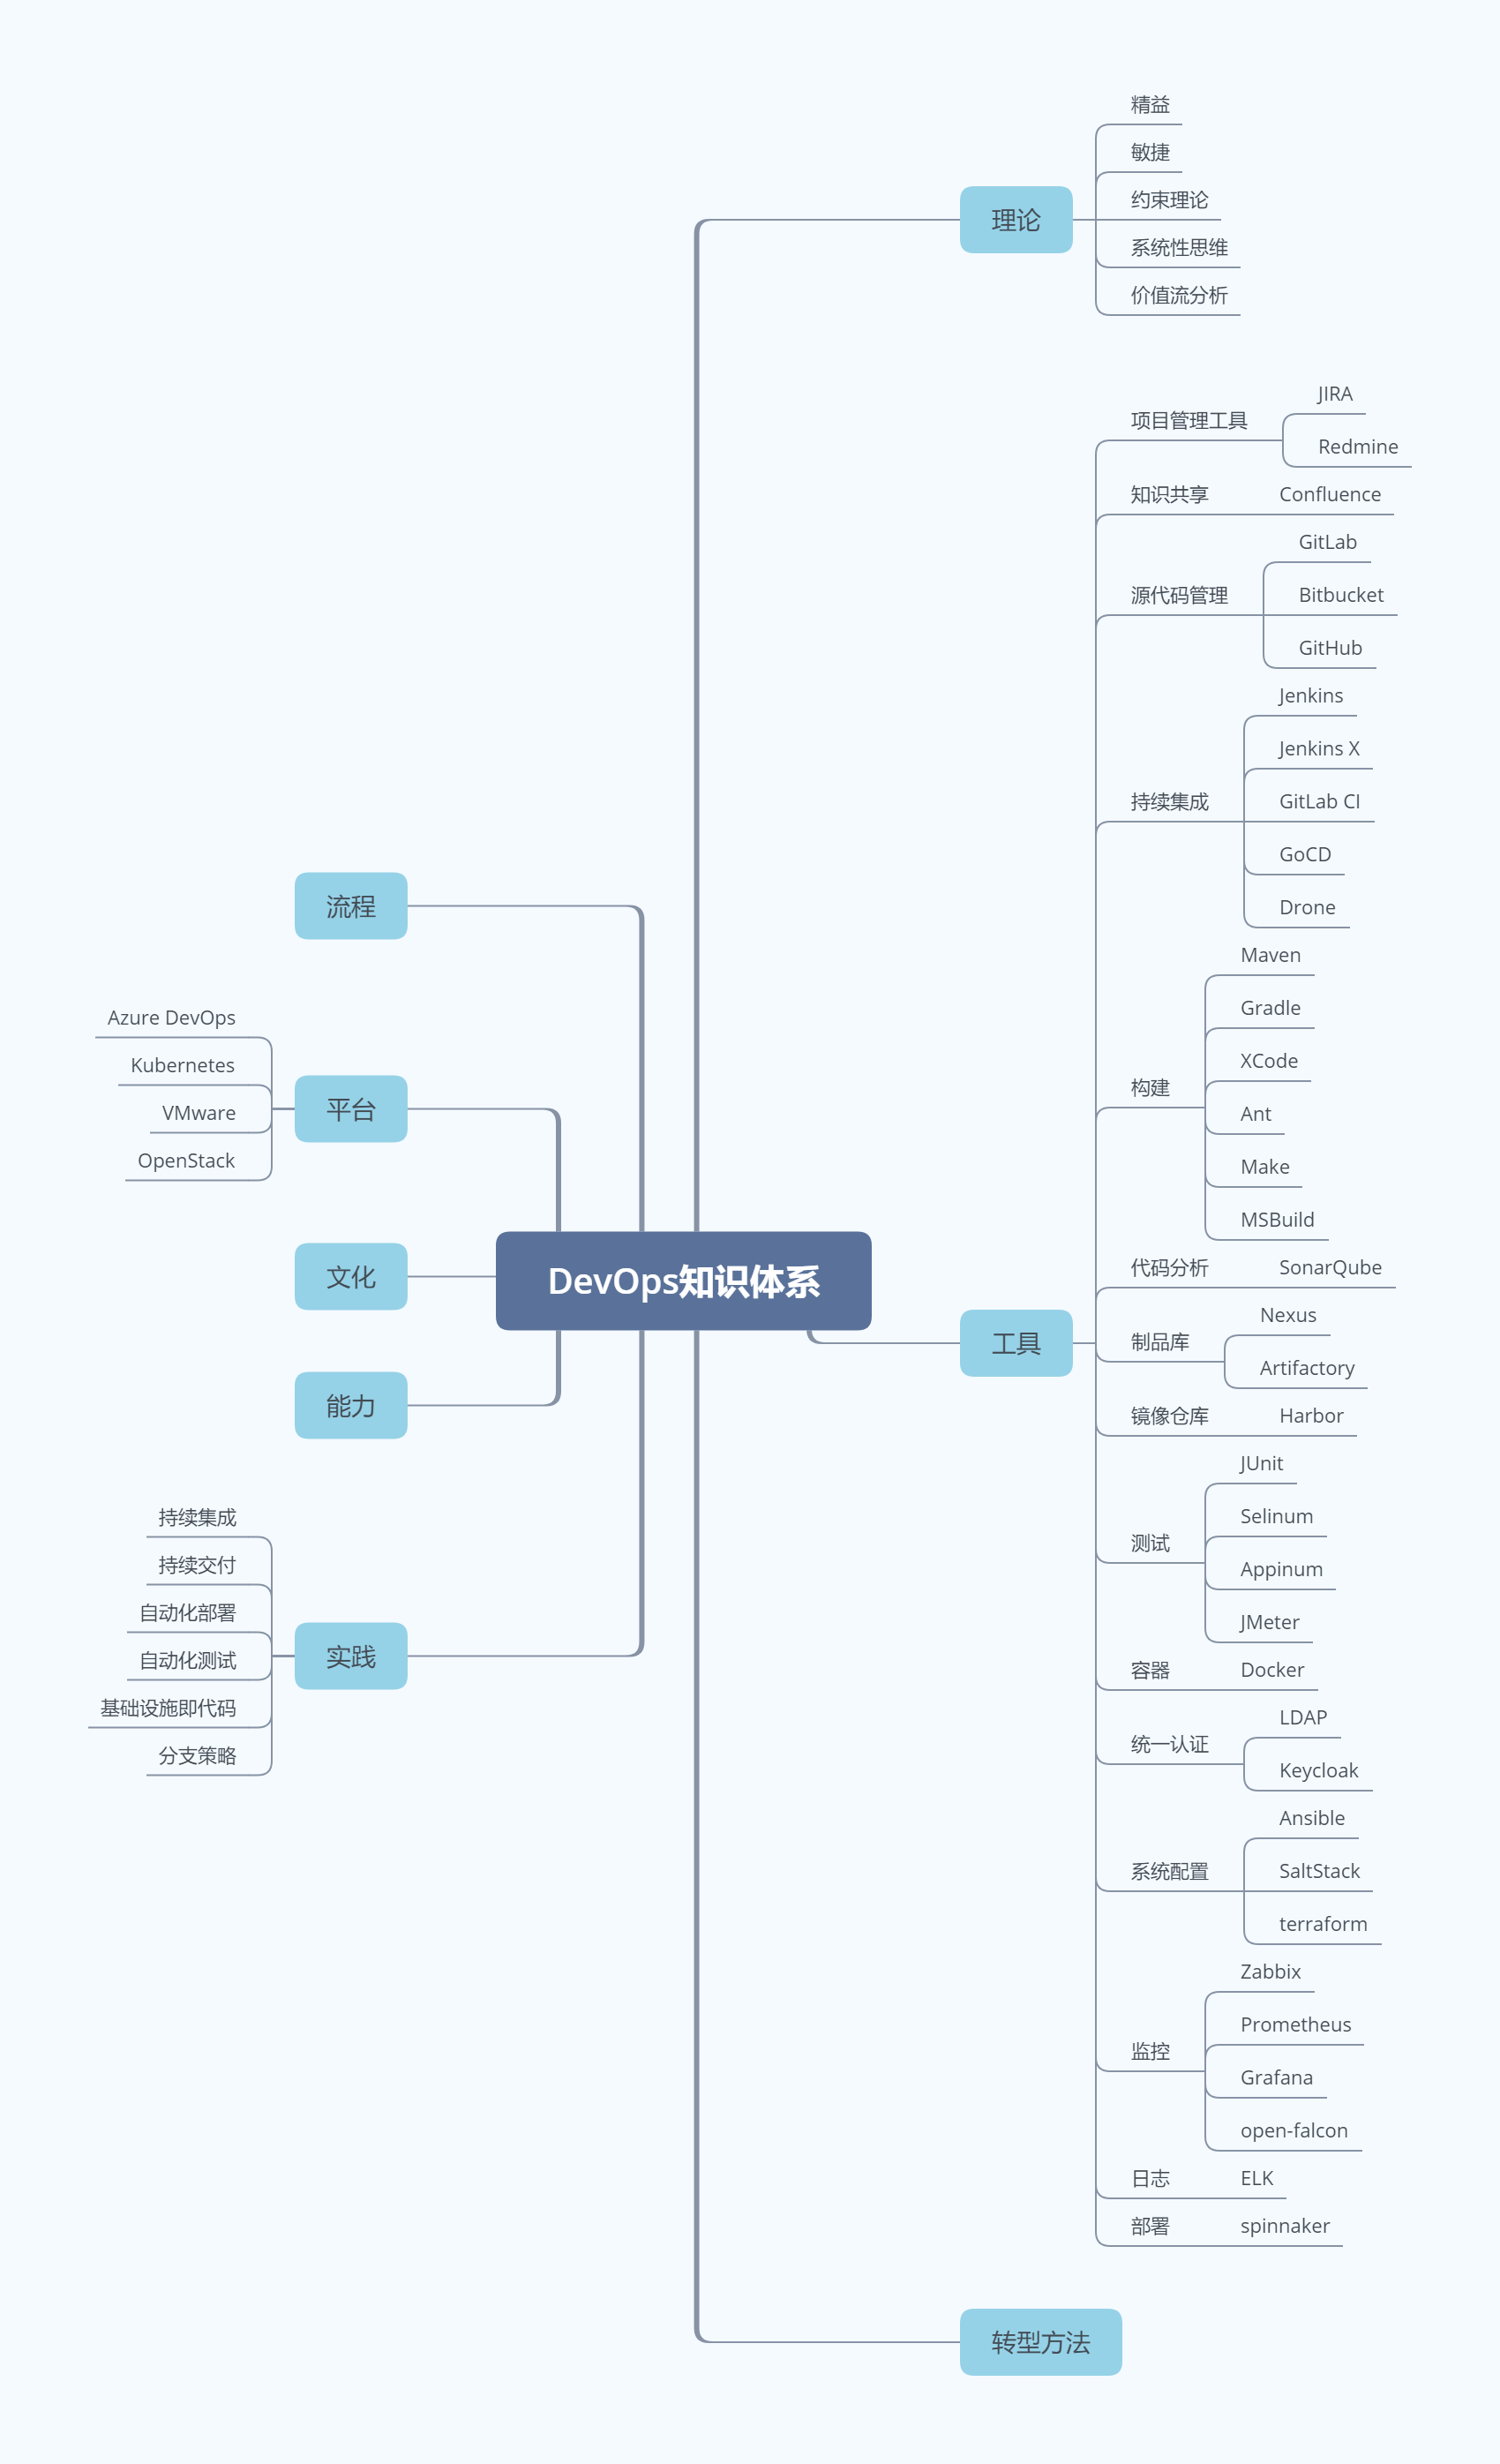 DevOps知识体系
理论
精益
敏捷
约束理论
系统性思维
价值流分析
工具
项目管理工具
JIRA
Redmine
知识共享
Confluence
源代码管理
GitLab
Bitbucket
GitHub
持续集成
Jenkins
Jenkins X
GitLab CI
GoCD
Drone
构建
Maven
Gradle
XCode
Ant
Make
MSBuild
代码分析
SonarQube
制品库
Nexus
Artifactory
镜像仓库
Harbor
测试
JUnit
Selinum
Appinum
JMeter
容器
Docker
统一认证
LDAP
Keycloak
系统配置
Ansible
SaltStack
terraform
监控
Zabbix
Prometheus
Grafana
open-falcon
日志
ELK
部署
spinnaker
转型方法
流程
平台
Azure DevOps
Kubernetes
VMware
OpenStack
文化
能力
实践
持续集成
持续交付
自动化部署
自动化测试
基础设施即代码
分支策略